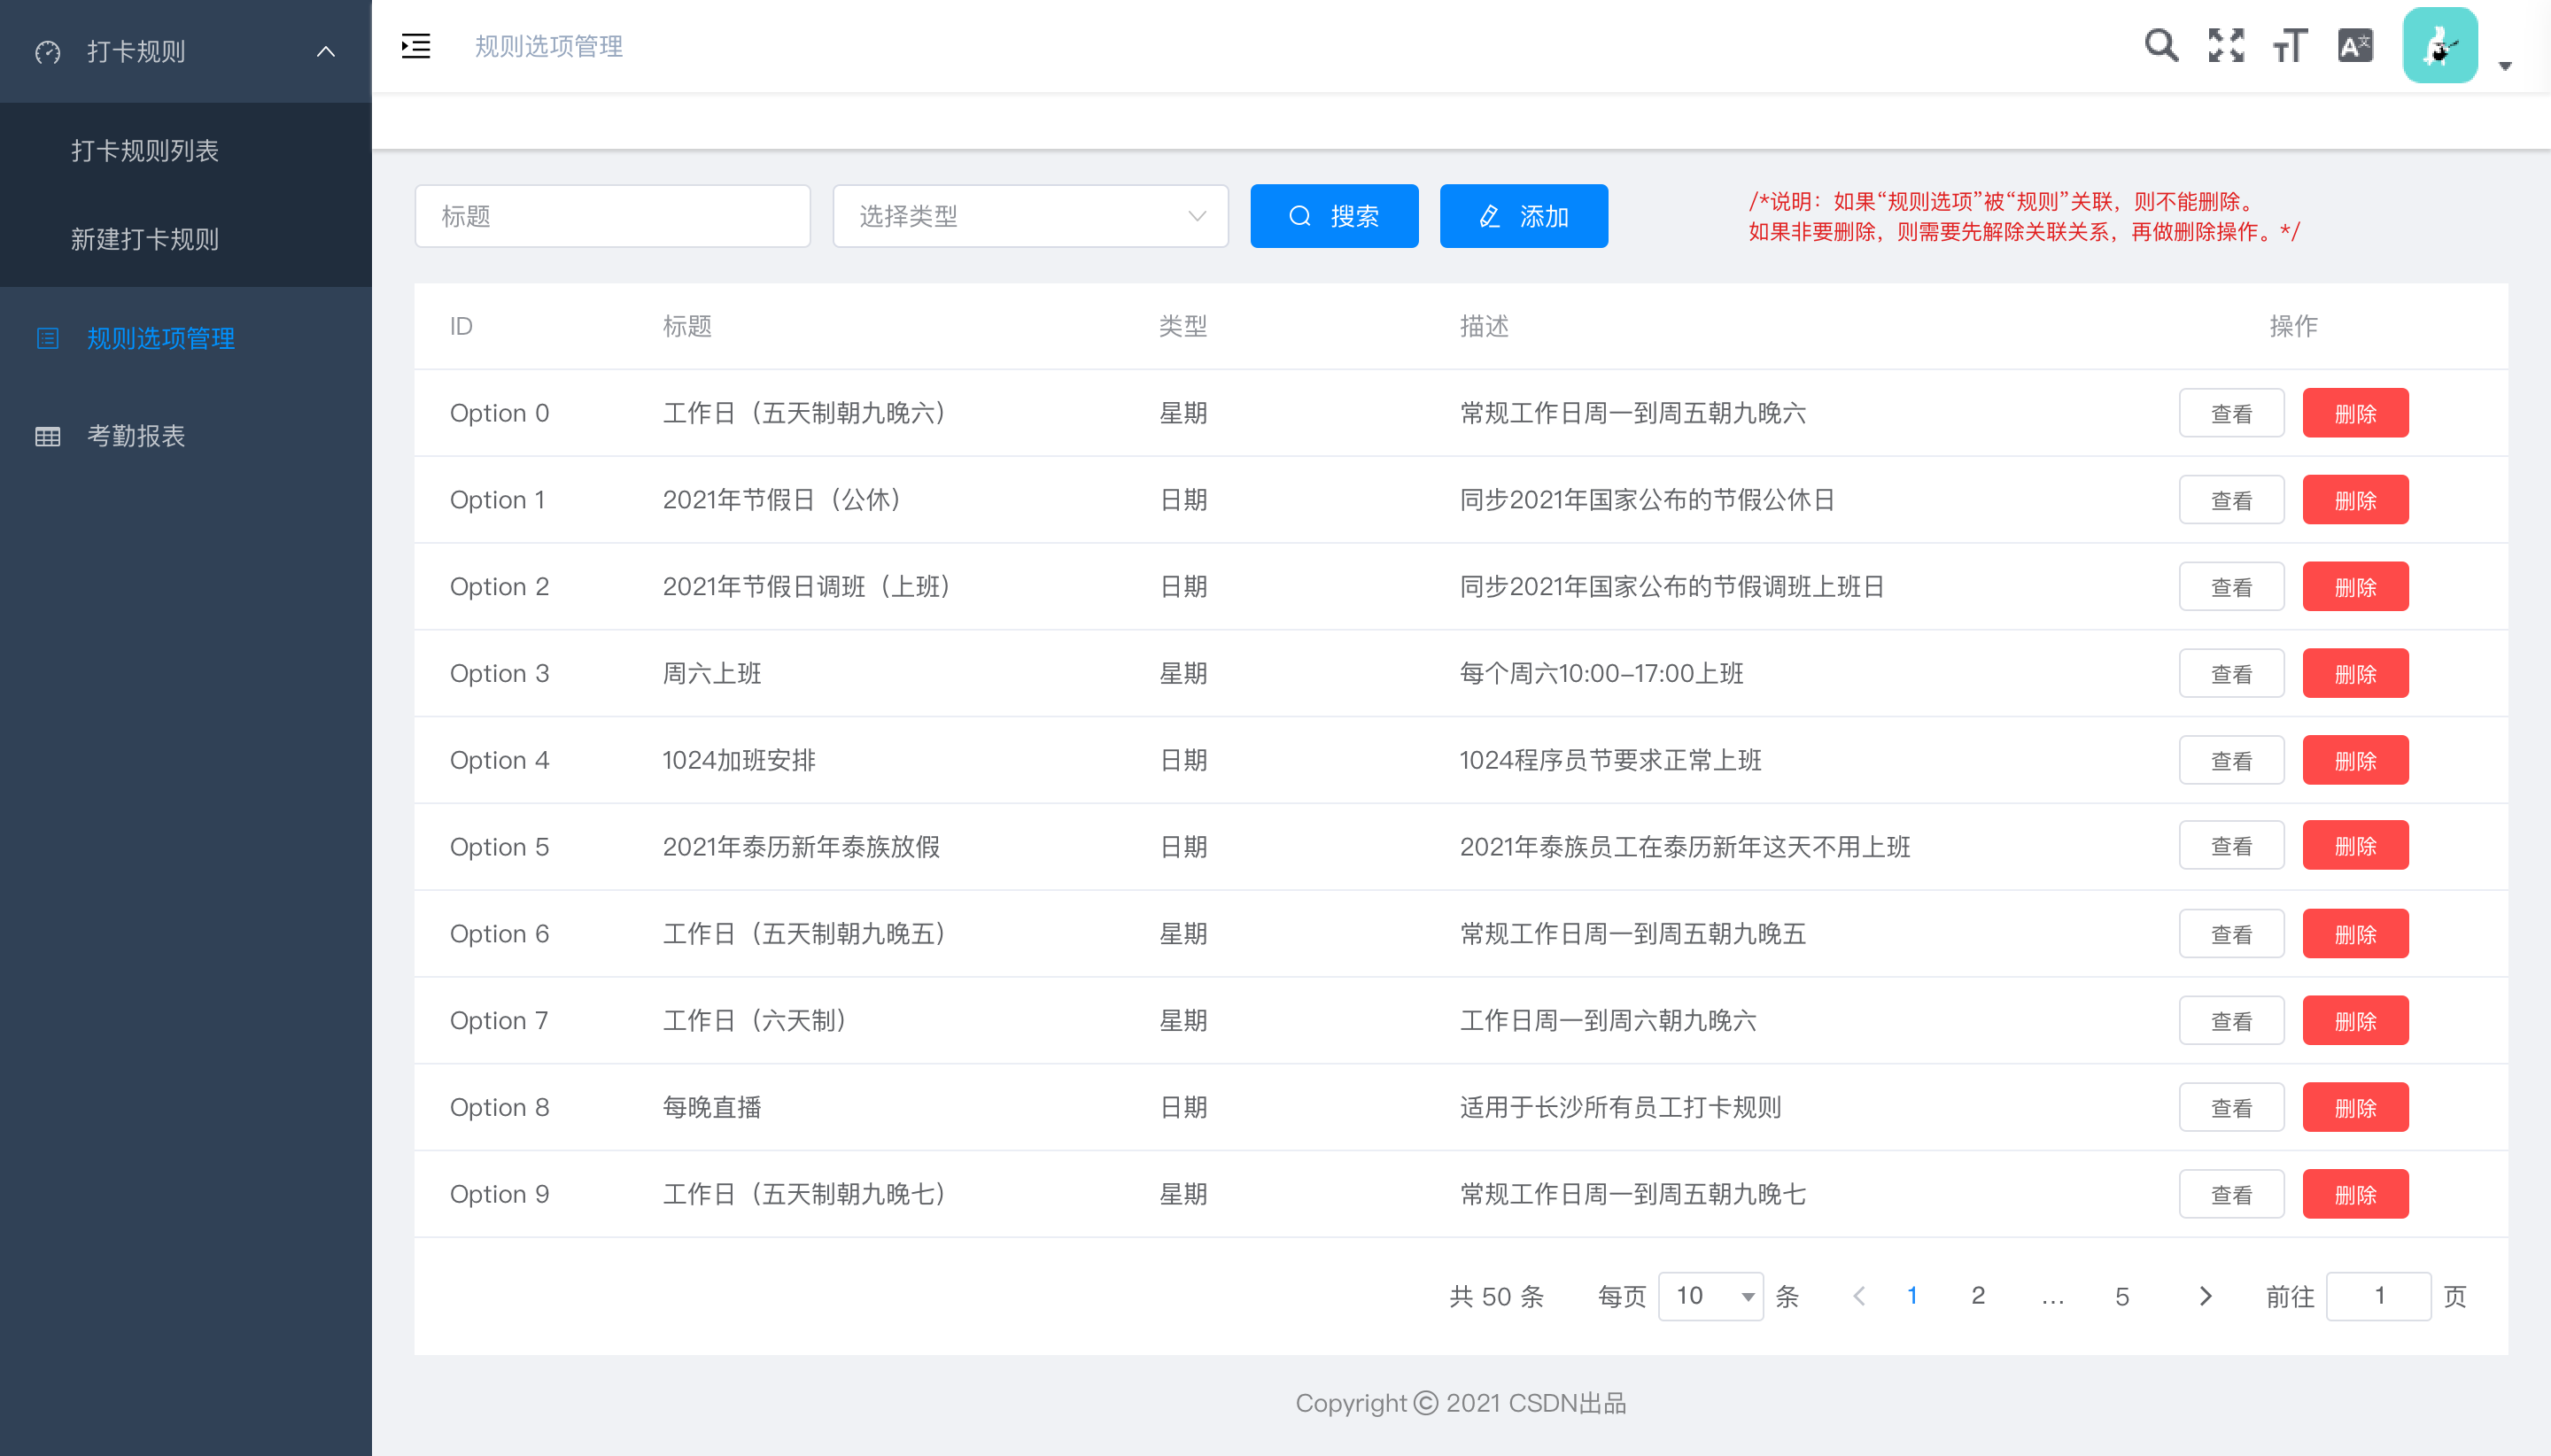 打卡规则
打卡规则列表
新建打卡规则
规则选项管理
考勤报表
规则选项管理
标题
选择类型
搜索
添加
/*说明：如果“规则选项”被“规则”关联，则不能删除。
如果非要删除，则需要先解除关联关系，再做删除操作。*/
ID 标题 类型 描述 操作
Option 0 工作日（五天制朝九晚六） 星期 常规工作日周一到周五朝九晚六 查看 删除
Option 1 2021年节假日（公休） 日期 同步2021年国家公布的节假公休日 查看 删除
Option 2 2021年节假日调班（上班） 日期 同步2021年国家公布的节假调班上班日 查看 删除
Option 3 周六上班 星期 每个周六10:00-17:00上班 查看 删除
Option 4 1024加班安排 日期 1024程序员节要求正常上班 查看 删除
Option 5 2021年泰历新年泰族放假 日期 2021年泰族员工在泰历新年这天不用上班 查看 删除
Option 6 工作日（五天制朝九晚五） 星期 常规工作日周一到周五朝九晚五 查看 删除
Option 7 工作日（六天制） 星期 工作日周一到周六朝九晚六 查看 删除
Option 8 每晚直播 日期 适用于长沙所有员工打卡规则 查看 删除
Option 9 工作日（五天制朝九晚七） 星期 常规工作日周一到周五朝九晚七 查看 删除
共 50 条 每页 10 条 1 2 ... 5 前往 1 页
Copyright © 2021 CSDN出品